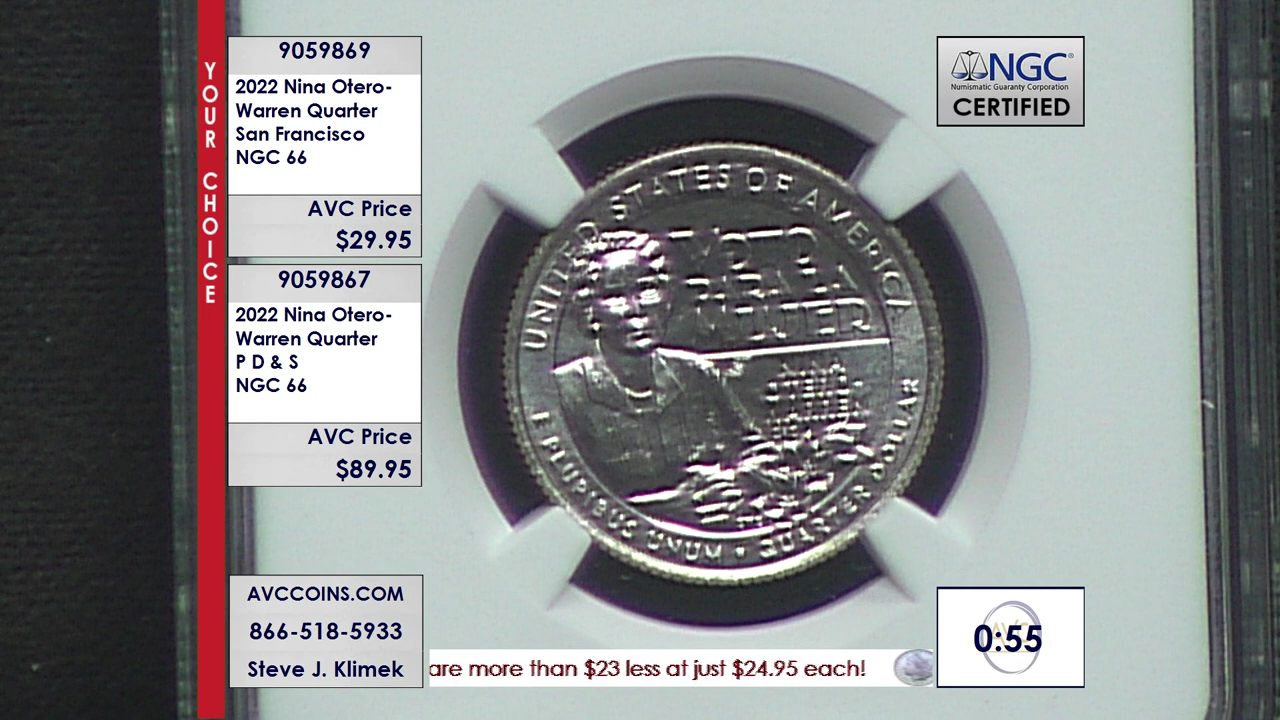 YOUR CHOICE
9059869
2022 Nina Otero-
Warren Quarter
San Francisco
NGC 66
AVC Price
$29.95
9059867
2022 Nina Otero-
Warren Quarter
P D & S
NGC 66
AVC Price
$89.95
AVCCOINS.COM
866-518-5933
Steve J. Klimek
are more than $23 less at just $24.95 each!
NGC®
Numismatic Guaranty Corporation
CERTIFIED
0:55
UNITED STATES OF AMERICA
E PLURIBUS UNUM • QUARTER DOLLAR